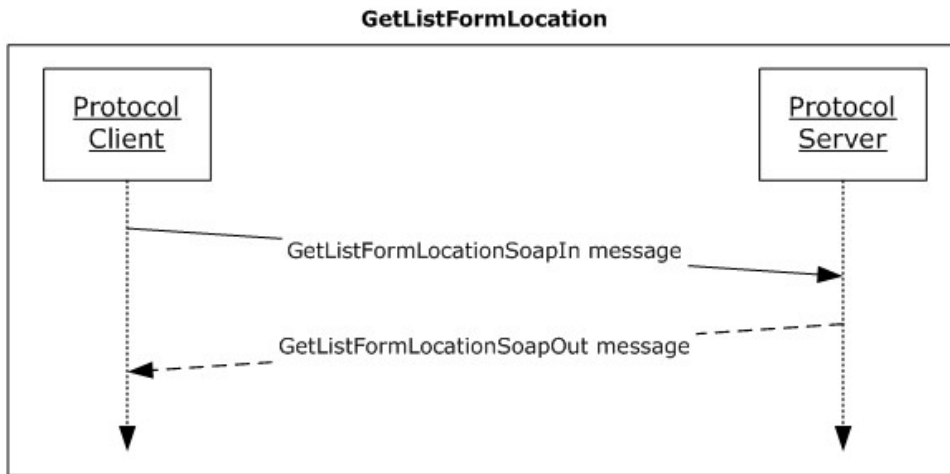 GetListFormLocation
Protocol
Client
Protocol
Server
GetListFormLocationSoapIn message
GetListFormLocationSoapOut message